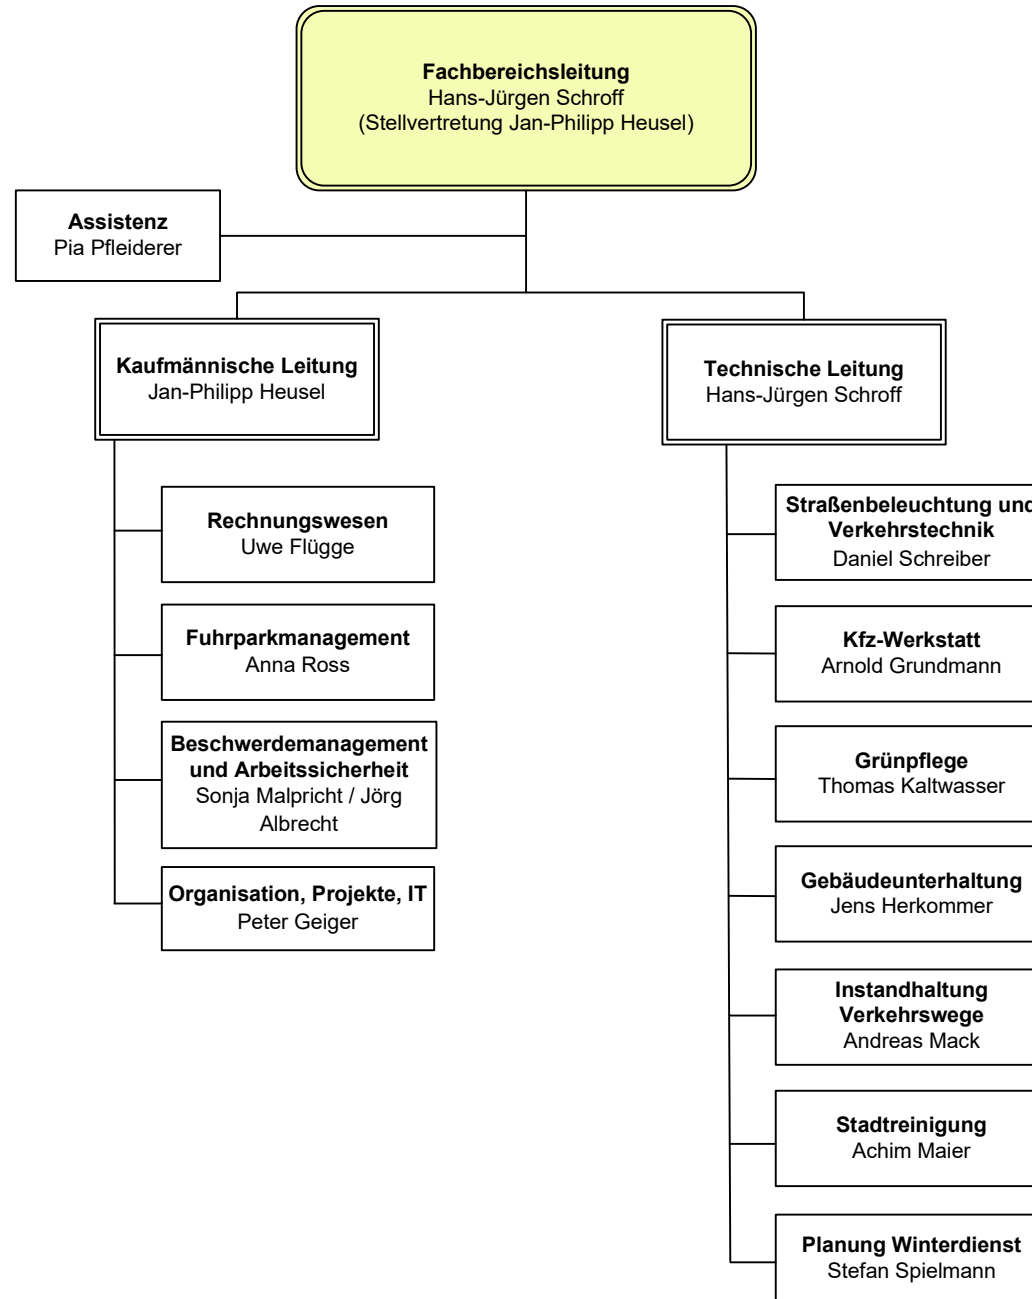 Fachbereichsleitung
Hans-Jürgen Schroff
(Stellvertretung Jan-Philipp Heusel)
Assistenz
Pia Pfleiderer
Kaufmännische Leitung
Jan-Philipp Heusel
Rechnungswesen
Uwe Flügge
Fuhrparkmanagement
Anna Ross
Beschwerdemanagement
und Arbeitssicherheit
Sonja Malpricht / Jörg
Albrecht
Organisation, Projekte, IT
Peter Geiger
Technische Leitung
Hans-Jürgen Schroff
Straßenbeleuchtung und
Verkehrstechnik
Daniel Schreiber
Kfz-Werkstatt
Arnold Grundmann
Grünpflege
Thomas Kaltwasser
Gebäudeunterhaltung
Jens Herkommer
Instandhaltung
Verkehrswege
Andreas Mack
Stadtreinigung
Achim Maier
Planung Winterdienst
Stefan Spielmann